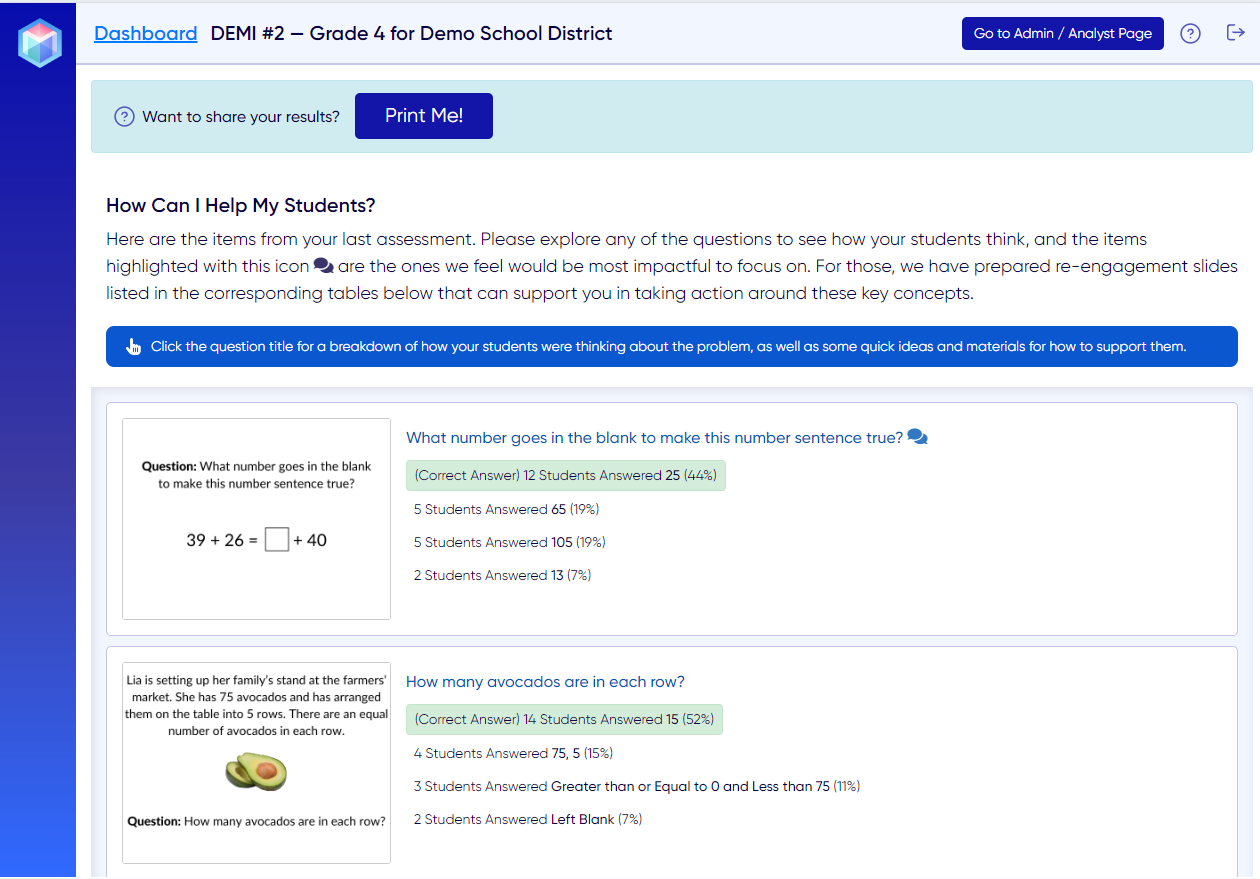 Dashboard DEMI #2 – Grade 4 for Demo School District
Go to Admin / Analyst Page
?
? Want to share your results?
Print Me!
How Can I Help My Students?
Here are the items from your last assessment. Please explore any of the questions to see how your students think, and the items
highlighted with this icon are the ones we feel would be most impactful to focus on. For those, we have prepared re-engagement slides
listed in the corresponding tables below that can support you in taking action around these key concepts.
Click the question title for a breakdown of how your students were thinking about the problem, as well as some quick ideas and materials for how to support them.
Question: What number goes in the blank
to make this number sentence true?
39 + 26 = + 40
What number goes in the blank to make this number sentence true?
(Correct Answer) 12 Students Answered 25 (44%)
5 Students Answered 65 (19%)
5 Students Answered 105 (19%)
2 Students Answered 13 (7%)
Lia is setting up her family's stand at the farmers'
market. She has 75 avocados and has arranged
them on the table into 5 rows. There are an equal
number of avocados in each row.
Question: How many avocados are in each row?
How many avocados are in each row?
(Correct Answer) 14 Students Answered 15 (52%)
4 Students Answered 75, 5 (15%)
3 Students Answered Greater than or Equal to 0 and Less than 75 (11%)
2 Students Answered Left Blank (7%)